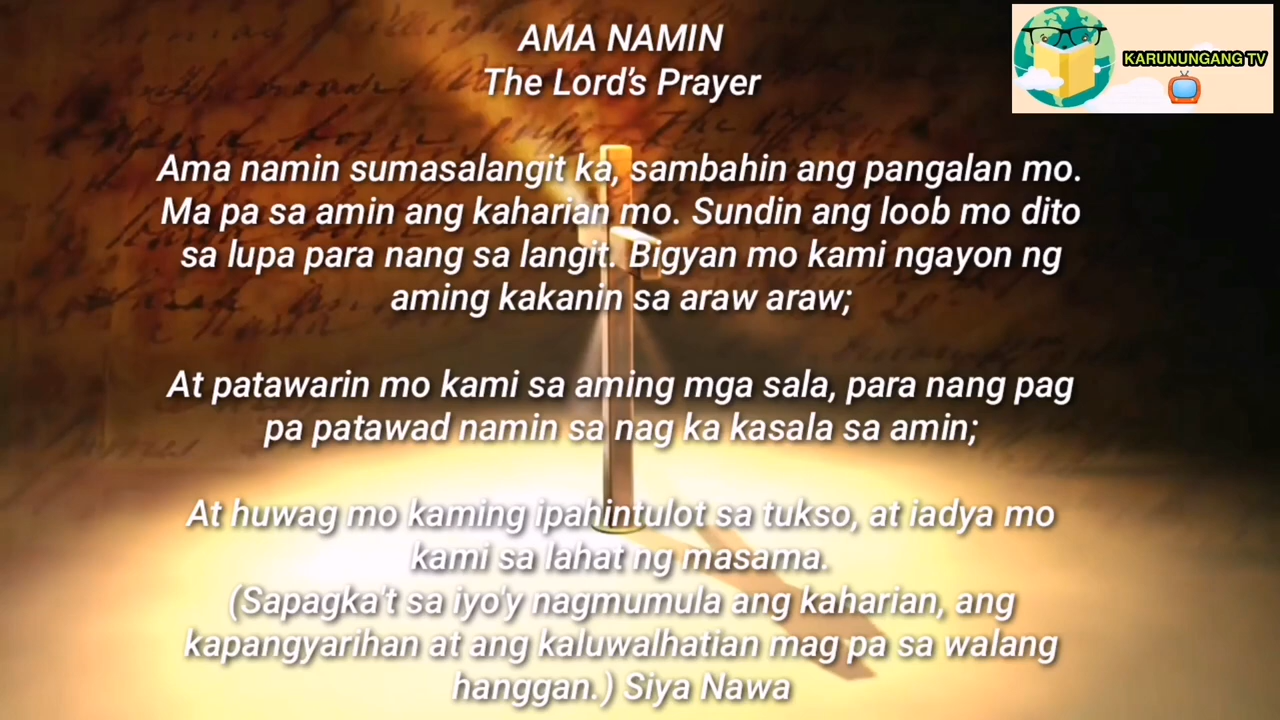 AMA NAMIN
The Lord's Prayer
KARUNUNGANG TV
Ama namin sumasalangit ka, sambahin ang pangalan mo.
Ma pa sa amin ang kaharian mo. Sundin ang loob mo dito
sa lupa para nang sa langit. Bigyan mo kami ngayon ng
aming kakanin sa araw araw;
At patawarin mo kami sa aming mga sala, para nang pag
pa patawad namin sa nag ka kasala sa amin;
At huwag mo kaming ipahintulot sa tukso, at iadya mo
kami sa lahat ng masama.
(Sapagka't sa iyo'y nagmumula ang kaharian, ang
kapangyarihan at ang kaluwalhatian mag pa sa walang
hanggan.) Siya Nawa